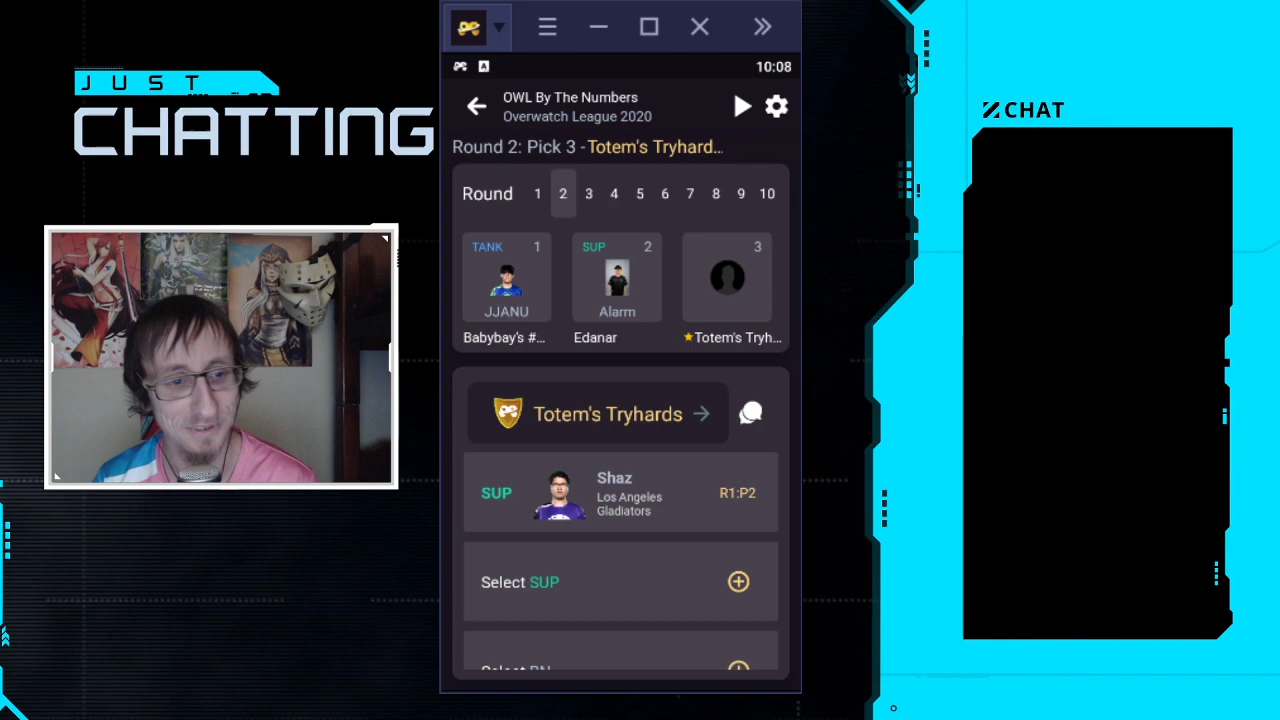 JUST
CHATTING
10:08
OWL By The Numbers
Overwatch League 2020
Round 2: Pick 3 - Totem's Tryhard...
Round 1 2 3 4 5 6 7 8 9 10
TANK 1
JJANU
Babybay's #...
SUP 2
Alarm
Edanar
3
Totem's Tryh...
Totem's Tryhards
SUP
Shaz
Los Angeles
Gladiators
R1:P2
Select SUP
Select
CHAT